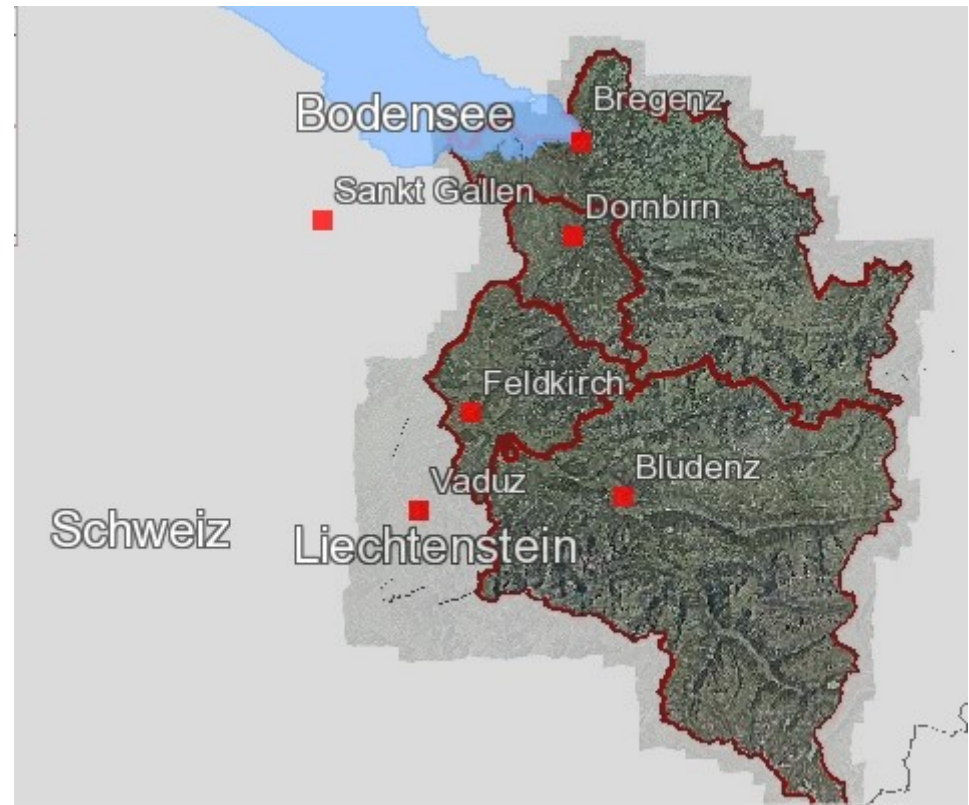 Bregenz
Bodensee
Sankt Gallen
Dornbirn
Feldkirch
Bludenz
Vaduz
Schweiz
Liechtenstein